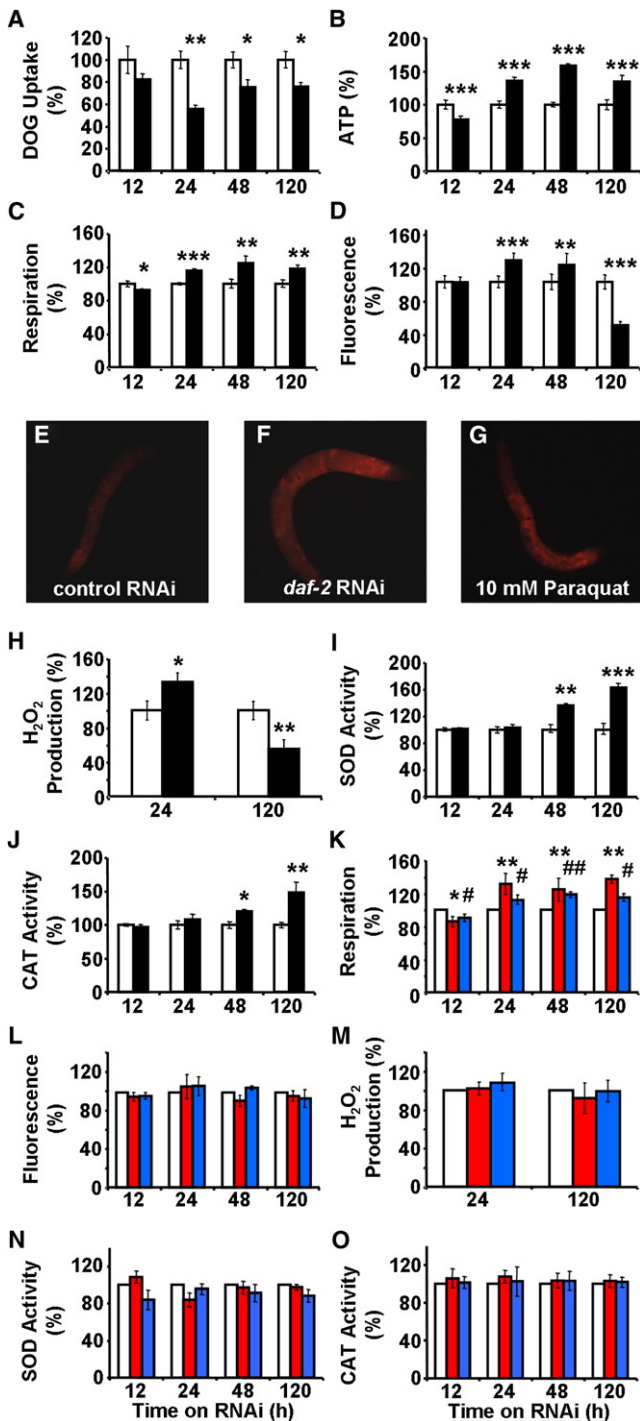 A
DOG Uptake (%)
120
100
80
60
40
20
0
** * *
12 24 48 120
B
ATP (%)
200
150
100
50
0
*** *** *** ***
12 24 48 120
C
Respiration (%)
160
120
80
40
0
* *** ** **
12 24 48 120
D
Fluorescence (%)
160
120
80
40
0
*** ** ***
12 24 48 120
E
control RNAi
F
daf-2 RNAi
G
10 mM Paraquat
H
H₂O₂ Production (%)
160
120
80
40
0
* **
24 120
I
SOD Activity (%)
200
150
100
50
0
** ***
12 24 48 120
J
CAT Activity (%)
200
150
100
50
0
* **
12 24 48 120
K
Respiration (%)
160
120
80
40
0
* # ** # ** ## ** #
12 24 48 120
L
Fluorescence (%)
120
80
40
0
12 24 48 120
M
H₂O₂ Production (%)
120
80
40
0
24 120
N
SOD Activity (%)
120
80
40
0
12 24 48 120
Time on RNAi (h)
O
CAT Activity (%)
120
80
40
0
12 24 48 120
Time on RNAi (h)